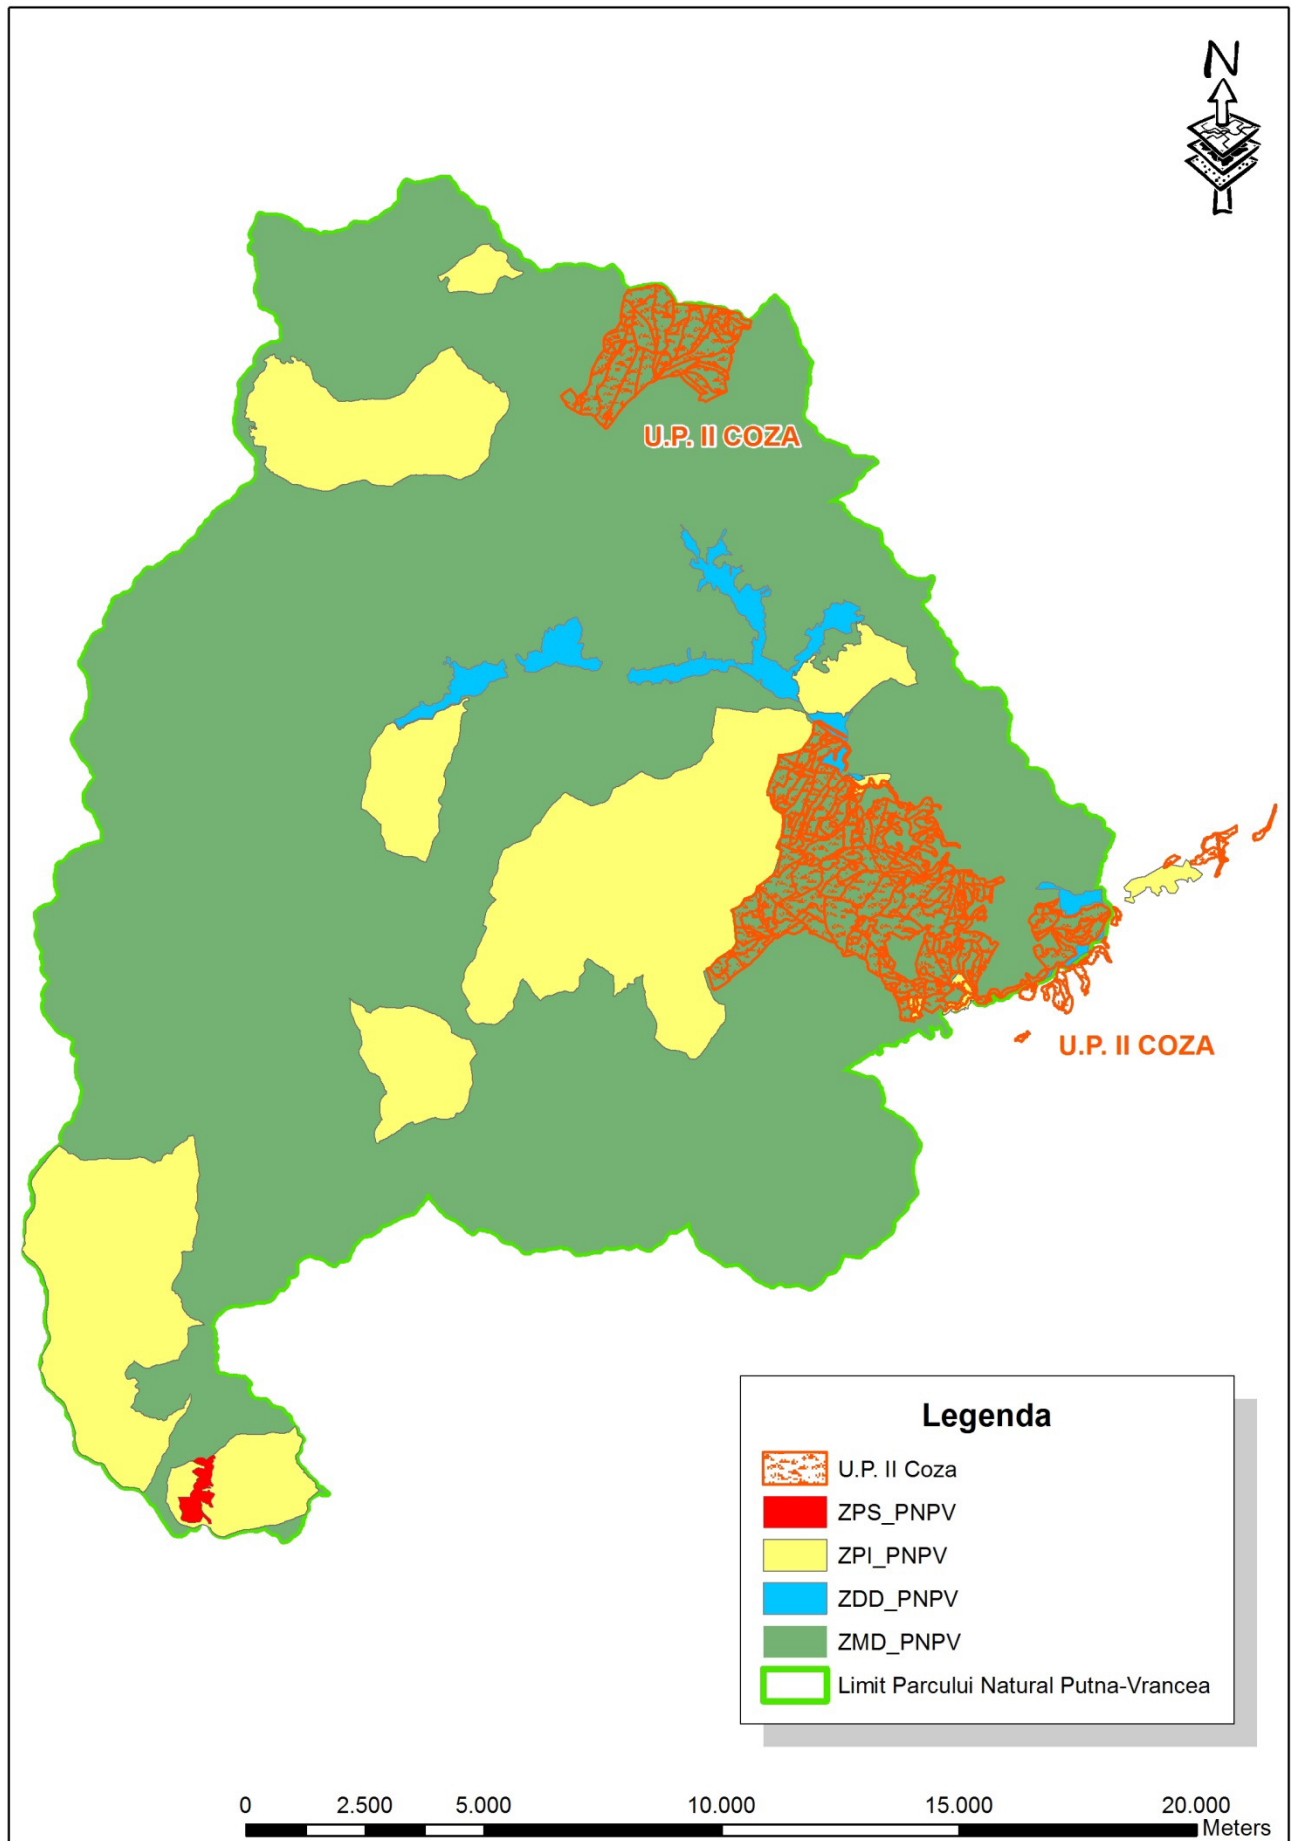 N
U.P. II COZA
U.P. II COZA
Legenda
U.P. II Coza
ZPS_PNPV
ZPI_PNPV
ZDD_PNPV
ZMD_PNPV
Limit Parcului Natural Putna-Vrancea
0 2.500 5.000 10.000 15.000 20.000
Meters